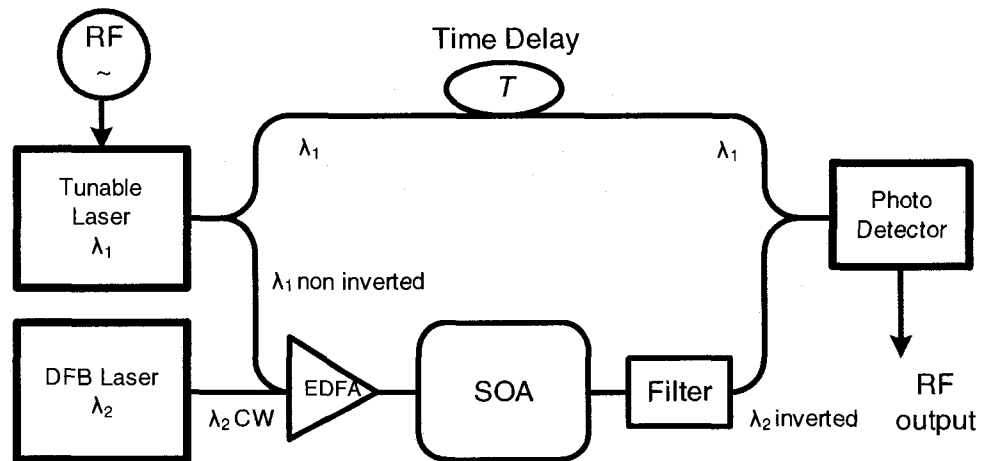 RF
~
Time Delay
T
λ₁
λ₁
Tunable
Laser
λ₁
Photo
Detector
λ₁ non inverted
DFB Laser
λ₂
λ₂ CW
EDFA
SOA
Filter
λ₂ inverted
RF
output